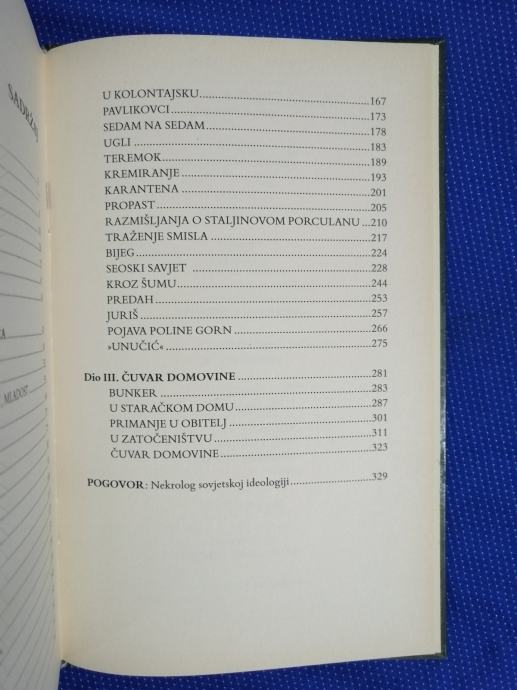 SADRŽAJ
MLADOST
U KOLONTAJSKU....................167
PAVLIKOVCI....................173
SEDAM NA SEDAM....................178
UGLI....................183
TEREMOK....................189
KREMIRANJE....................193
KARANTENA....................201
PROPAST....................205
RAZMIŠLJANJA O STALJINOVOM PORCULANU....210
TRAŽENJE SMISLA....................217
BIJEG....................224
SEOSKI SAVJET....................228
KROZ ŠUMU....................244
PREDAH....................253
JURIŠ....................257
POJAVA POLINE GORN....................266
»UNUČIĆ«....................275
Dio III. ČUVAR DOMOVINE....................281
BUNKER....................283
U STARAČKOM DOMU....................287
PRIMANJE U OBITELJ....................301
U ZATOČENIŠTVU....................311
ČUVAR DOMOVINE....................323
POGOVOR: Nekrolog sovjetskoj ideologiji....................329